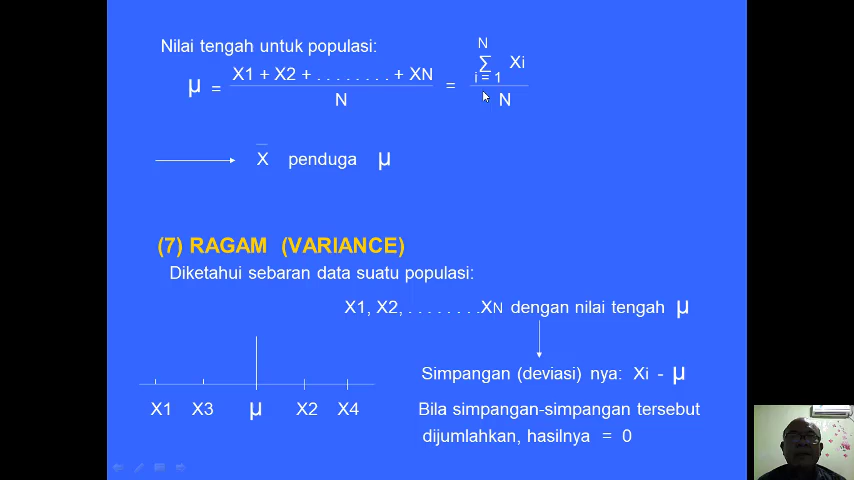 Nilai tengah untuk populasi:
µ = X1 + X2 + . . . . . . . . + XN / N = N Σ i = 1 Xi / N
X penduga µ
(7) RAGAM (VARIANCE)
Diketahui sebaran data suatu populasi:
X1, X2, . . . . . . . . XN dengan nilai tengah µ
Simpangan (deviasi) nya: Xi - µ
X1 X3 µ X2 X4
Bila simpangan-simpangan tersebut
dijumlahkan, hasilnya = 0